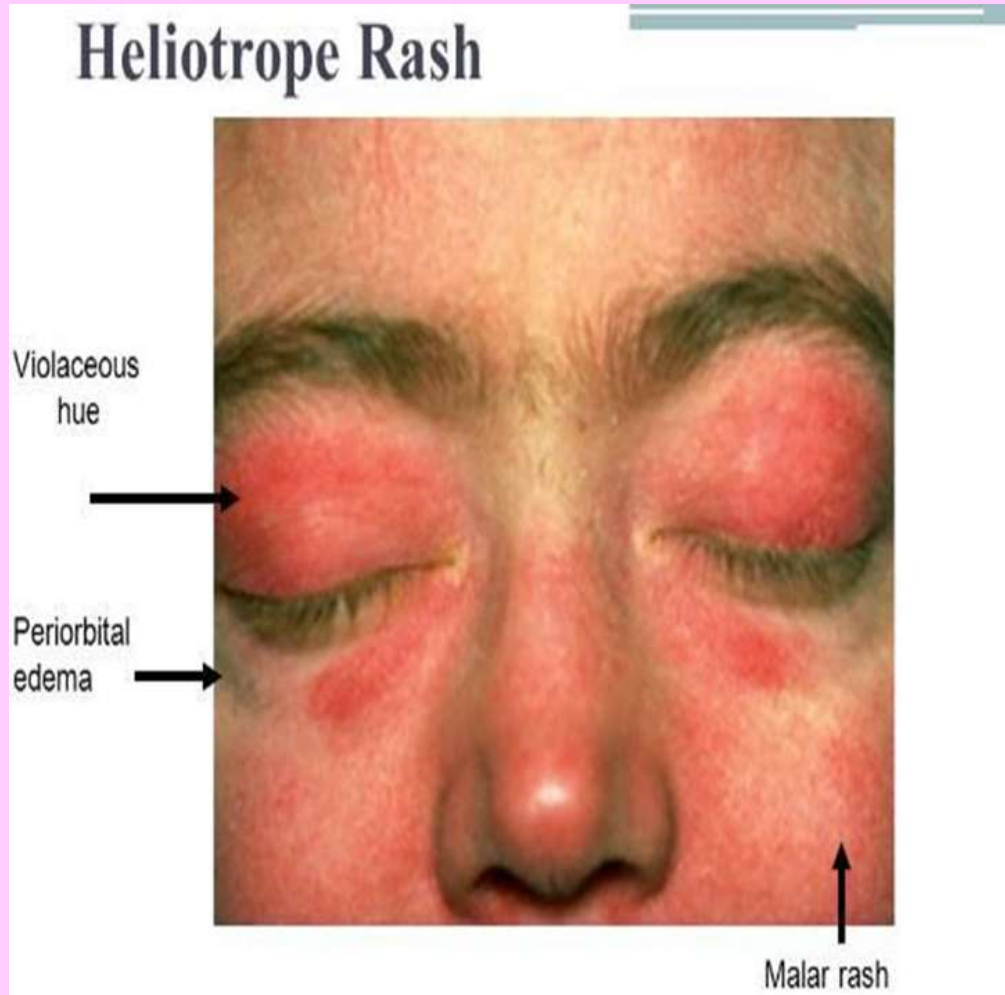 Heliotrope Rash
Violaceous
hue
Periorbital
edema
Malar rash